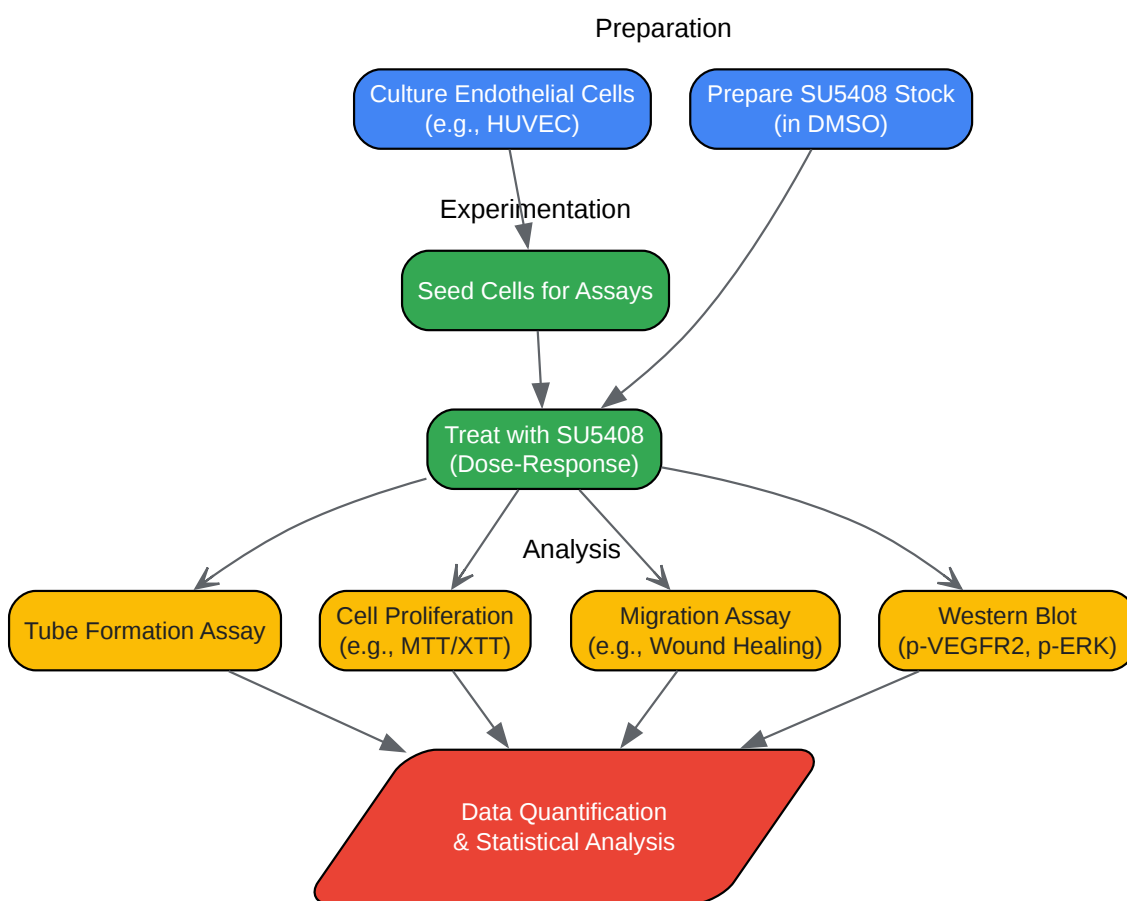 Preparation
Culture Endothelial Cells
(e.g., HUVEC)
Prepare SU5408 Stock
(in DMSO)
Experimentation
Seed Cells for Assays
Treat with SU5408
(Dose-Response)
Analysis
Tube Formation Assay
Cell Proliferation
(e.g., MTT/XTT)
Migration Assay
(e.g., Wound Healing)
Western Blot
(p-VEGFR2, p-ERK)
Data Quantification
& Statistical Analysis